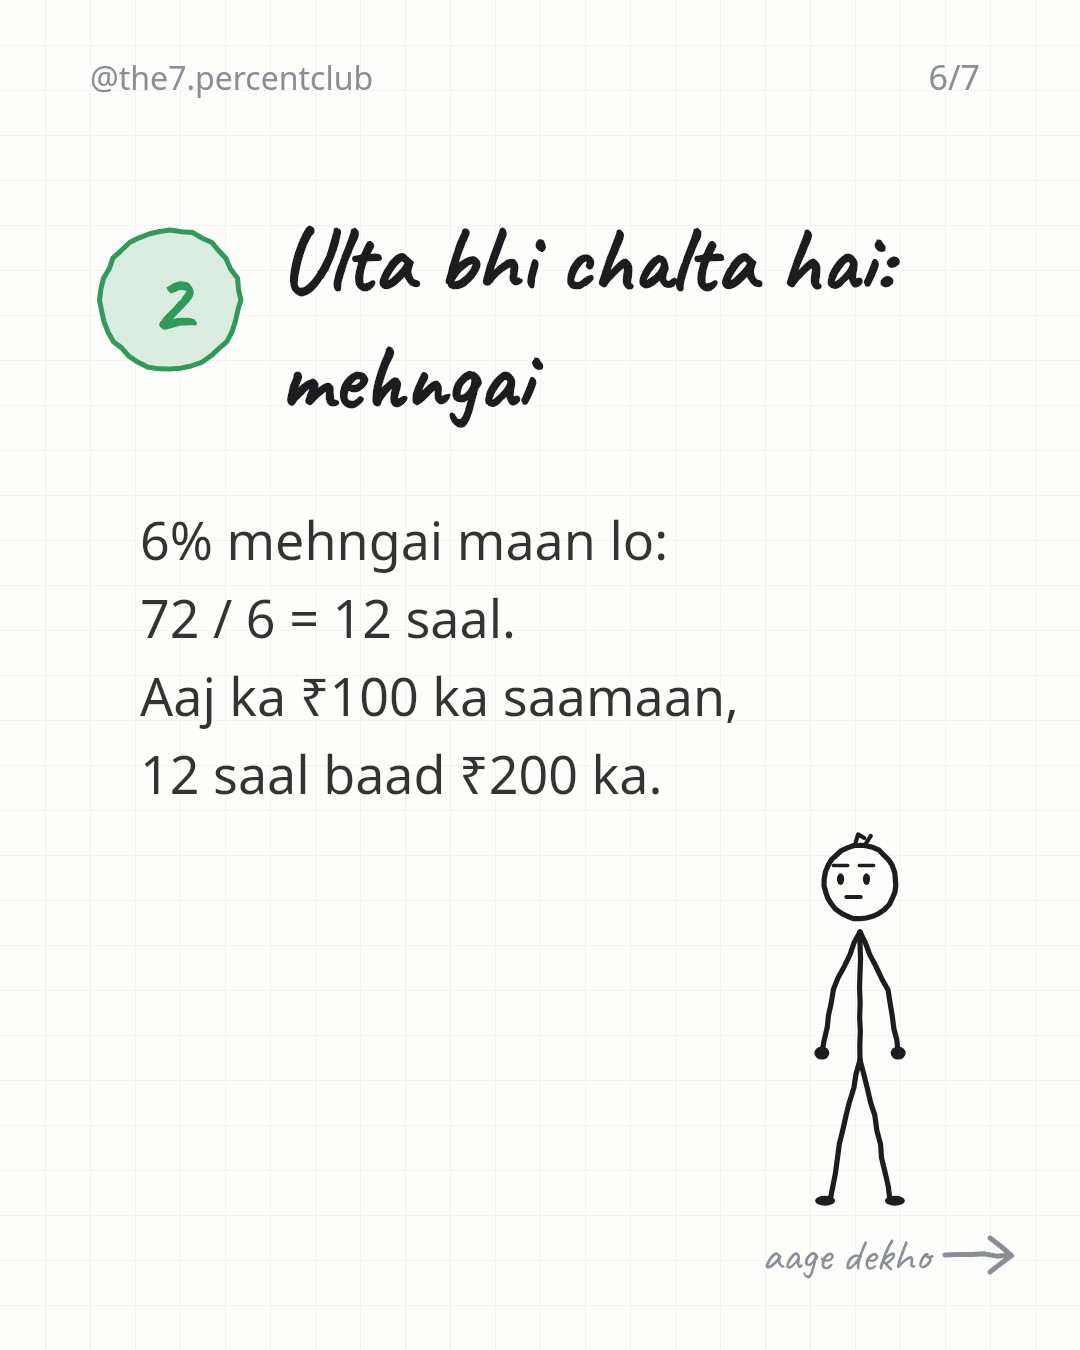 @the7.percentclub
6/7
2
Ulta bhi chalta hai:
mehngai
6% mehngai maan lo:
72 / 6 = 12 saal.
Aaj ka ₹100 ka saamaan,
12 saal baad ₹200 ka.
aage dekho